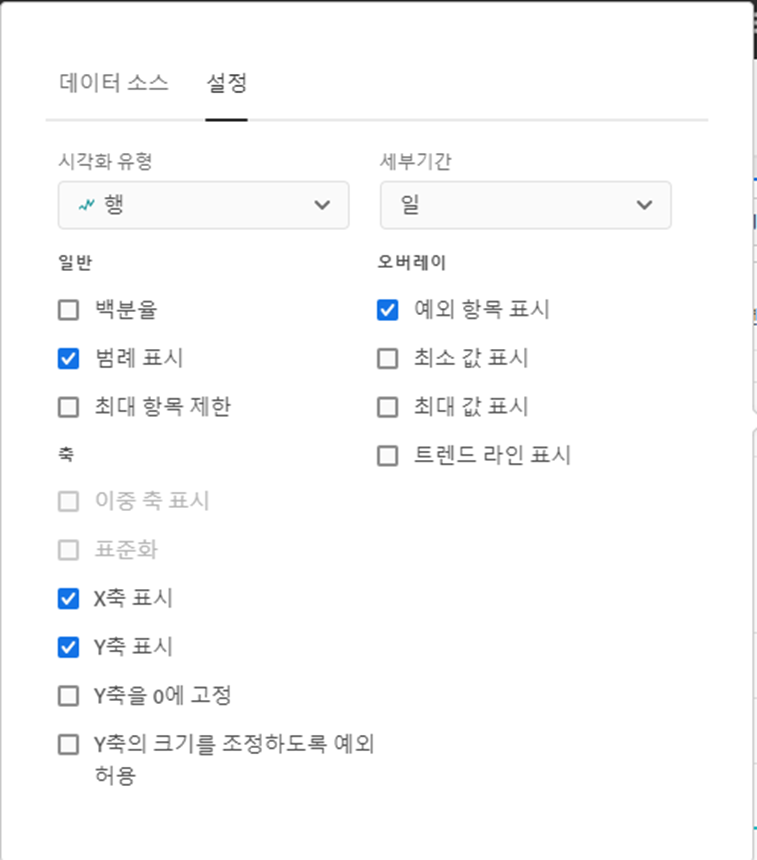 데이터 소스
설정
시각화 유형
행
세부기간
일
일반
백분율
범례 표시
최대 항목 제한
축
이중 축 표시
표준화
X축 표시
Y축 표시
Y축을 0에 고정
Y축의 크기를 조정하도록 예외
허용
오버레이
예외 항목 표시
최소 값 표시
최대 값 표시
트렌드 라인 표시